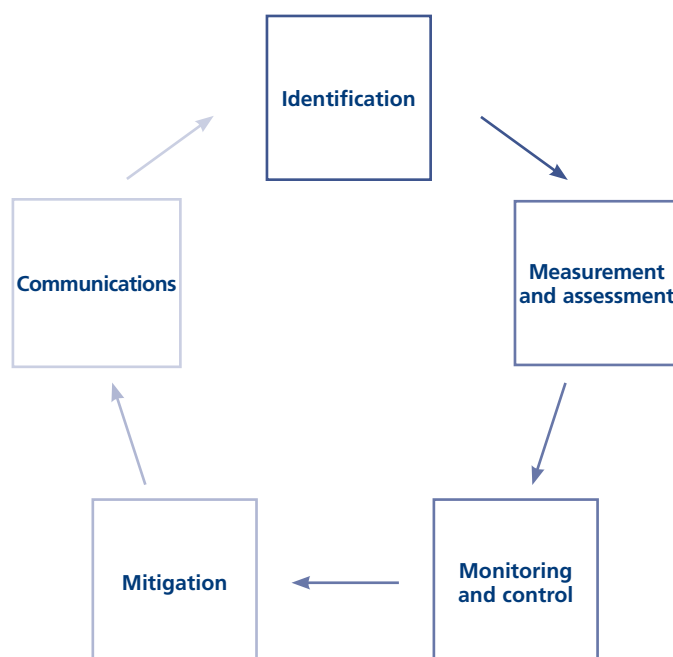 Identification
Measurement
and assessment
Monitoring
and control
Mitigation
Communications